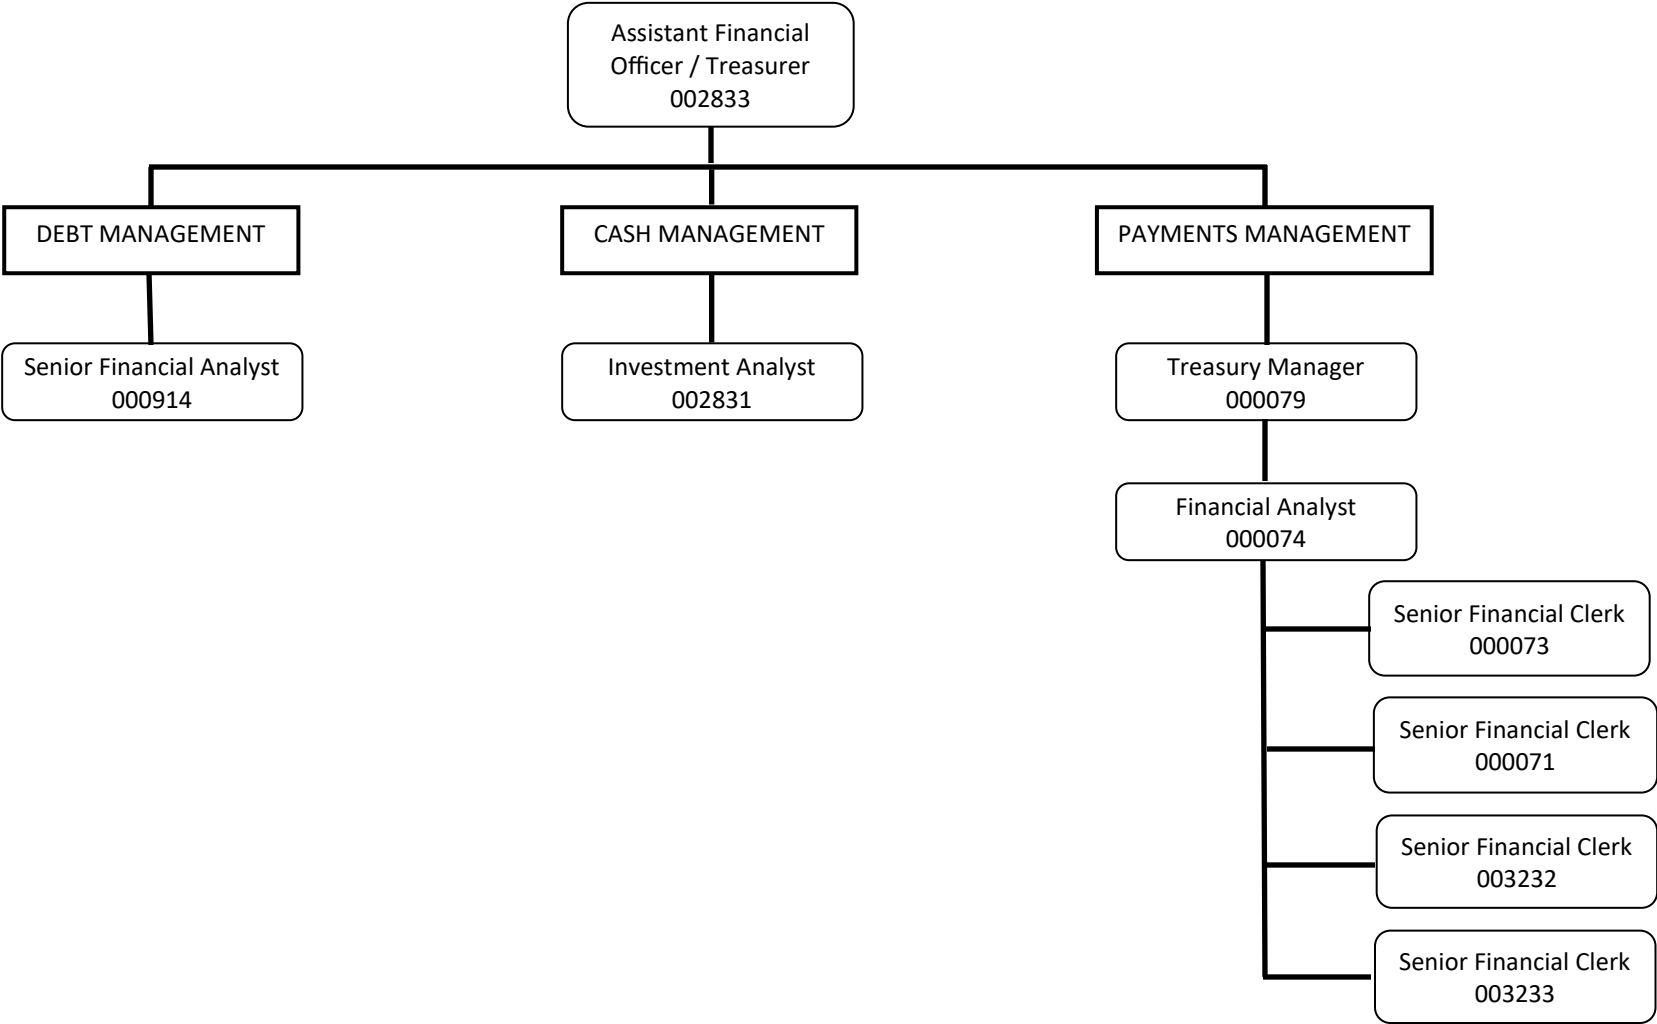 Assistant Financial
Officer / Treasurer
002833
DEBT MANAGEMENT
CASH MANAGEMENT
PAYMENTS MANAGEMENT
Senior Financial Analyst
000914
Investment Analyst
002831
Treasury Manager
000079
Financial Analyst
000074
Senior Financial Clerk
000073
Senior Financial Clerk
000071
Senior Financial Clerk
003232
Senior Financial Clerk
003233